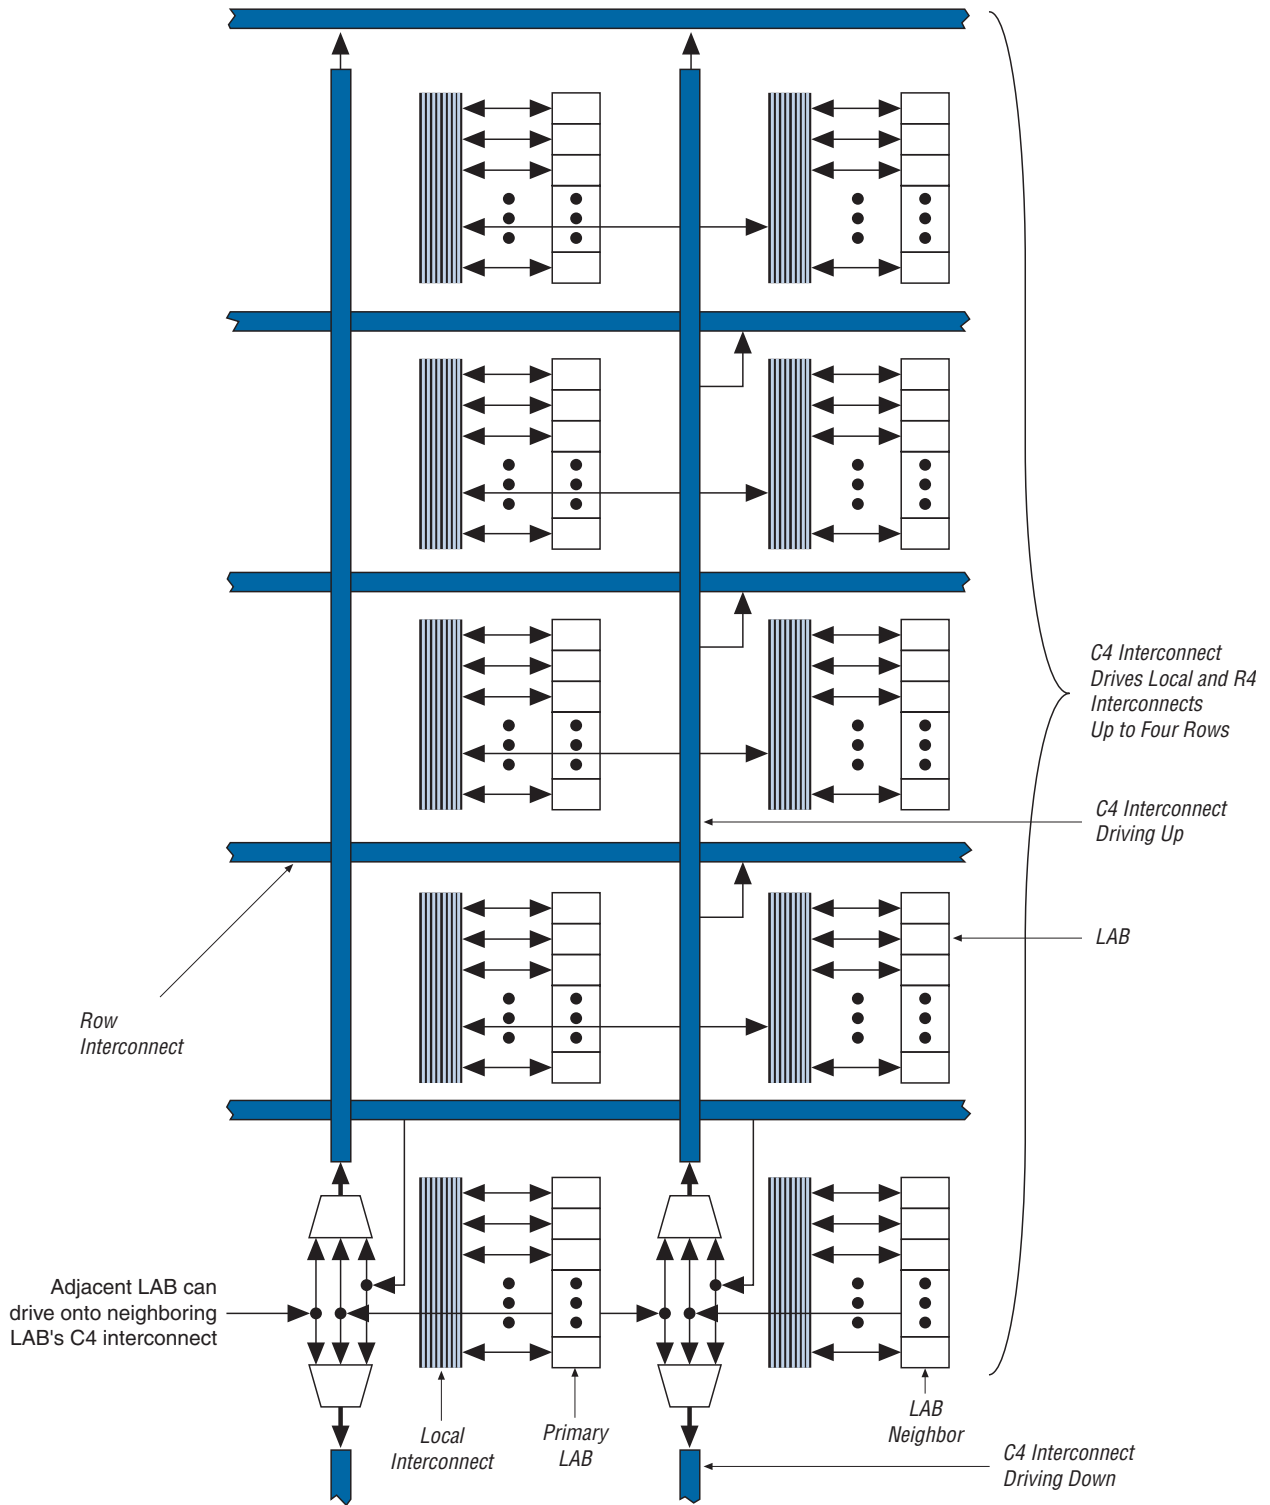 C4 Interconnect
Drives Local and R4
Interconnects
Up to Four Rows
C4 Interconnect
Driving Up
LAB
Row
Interconnect
Adjacent LAB can
drive onto neighboring
LAB's C4 interconnect
Local
Interconnect
Primary
LAB
LAB
Neighbor
C4 Interconnect
Driving Down